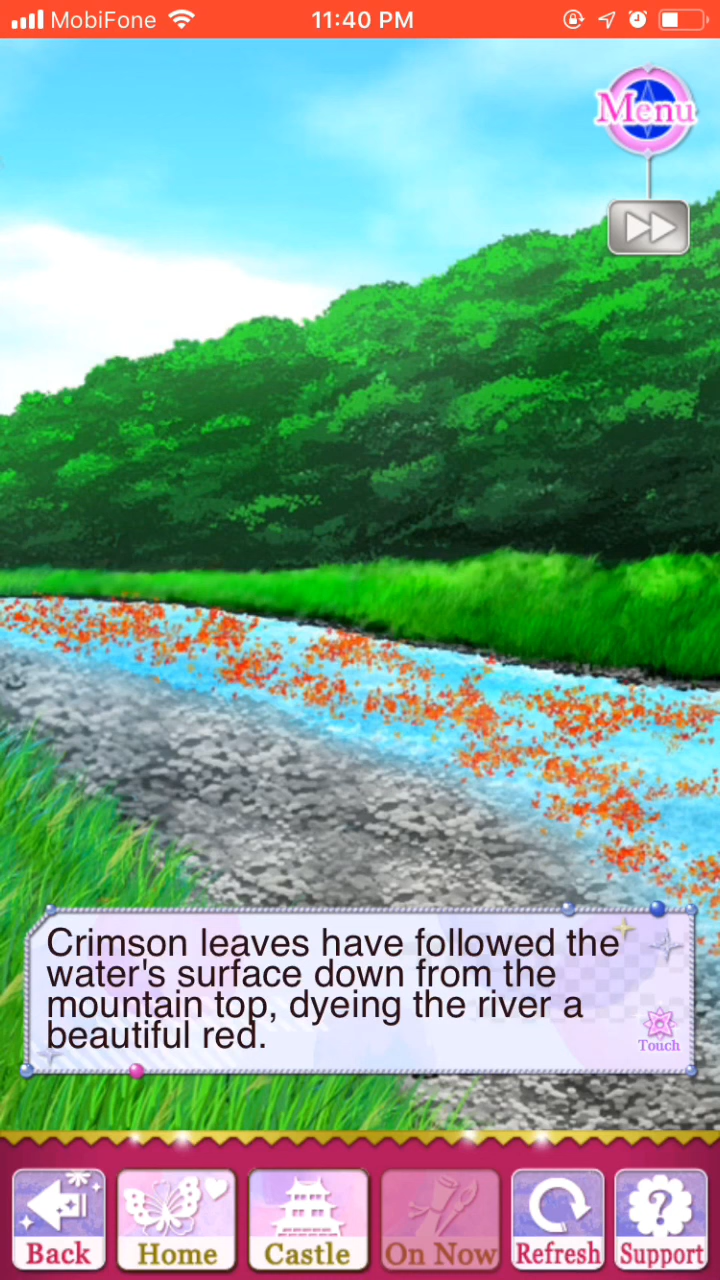 MobiFone 11:40 PM
Menu
Crimson leaves have followed the
water's surface down from the
mountain top, dyeing the river a
beautiful red.
Touch
Back Home Castle On Now Refresh Support